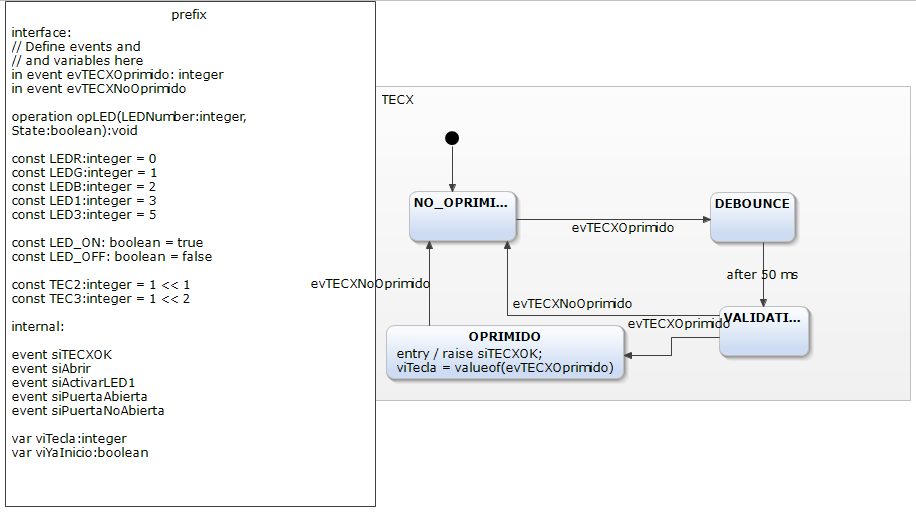 prefix
interface:
// Define events and
// and variables here
in event evTECXOprimido: integer
in event evTECXNoOprimido
operation opLED(LEDNumber:integer,
State:boolean):void
const LEDR:integer = 0
const LEDG:integer = 1
const LEDB:integer = 2
const LED1:integer = 3
const LED3:integer = 5
const LED_ON: boolean = true
const LED_OFF: boolean = false
const TEC2:integer = 1 << 1
const TEC3:integer = 1 << 2
internal:
event siTECXOK
event siAbrir
event siActivarLED1
event siPuertaAbierta
event siPuertaNoAbierta
var viTecla:integer
var viYaInicio:boolean
TECX
NO_OPRIMI...
DEBOUNCE
evTECXOprimido
after 50 ms
evTECXNoOprimido
evTECXNoOprimido
evTECXOprimido
VALIDATI...
OPRIMIDO
entry / raise siTECXOK;
viTecla = valueof(evTECXOprimido)